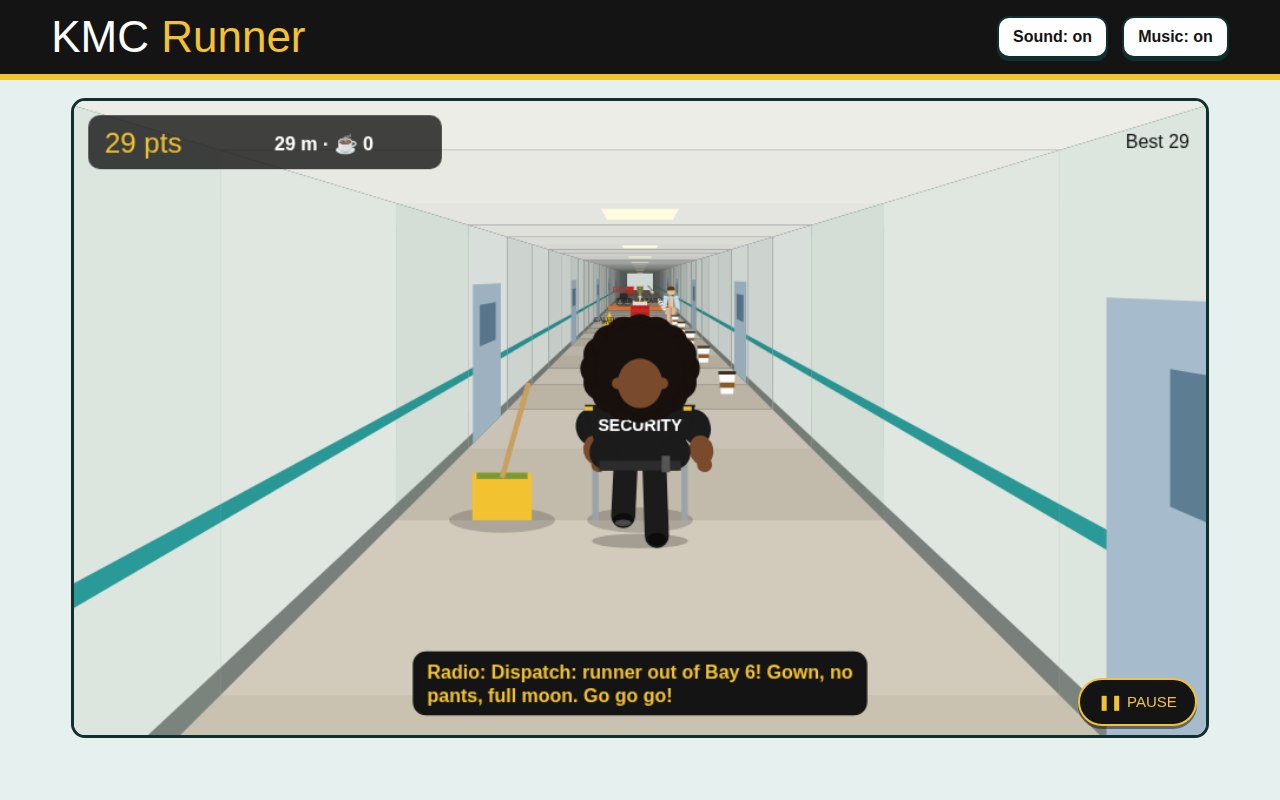 KMC Runner
Sound: on
Music: on
29 pts
29 m · ☕ 0
Best 29
SECURITY
Radio: Dispatch: runner out of Bay 6! Gown, no
pants, full moon. Go go go!
❚❚ PAUSE